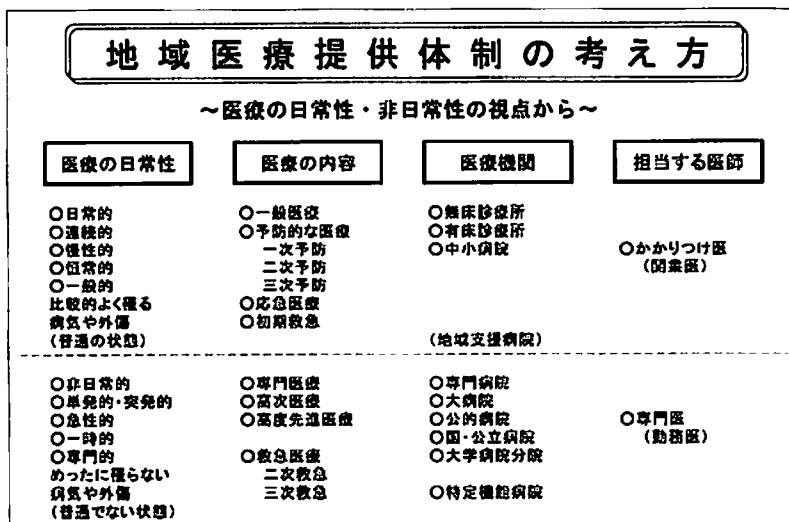 地域医療提供体制の考え方
～医療の日常性・非日常性の視点から～
医療の日常性
○日常的
○連続的
○慢性的
○恒常的
○一般的
比較的よく罹る
病気や外傷
(普通の状態)
医療の内容
○一般医療
○予防的な医療
一次予防
二次予防
三次予防
○応急医療
○初期救急
医療機関
○無床診療所
○有床診療所
○中小病院
(地域支援病院)
担当する医師
○かかりつけ医
(開業医)
○非日常的
○単発的・突発的
○急性的
○一時的
○専門的
めったに罹らない
病気や外傷
(普通でない状態)
○専門医療
○高次医療
○高度先進医療
○救急医療
二次救急
三次救急
○専門病院
○大病院
○公的病院
○国・公立病院
○大学病院分院
○特定機能病院
○専門医
(勤務医)